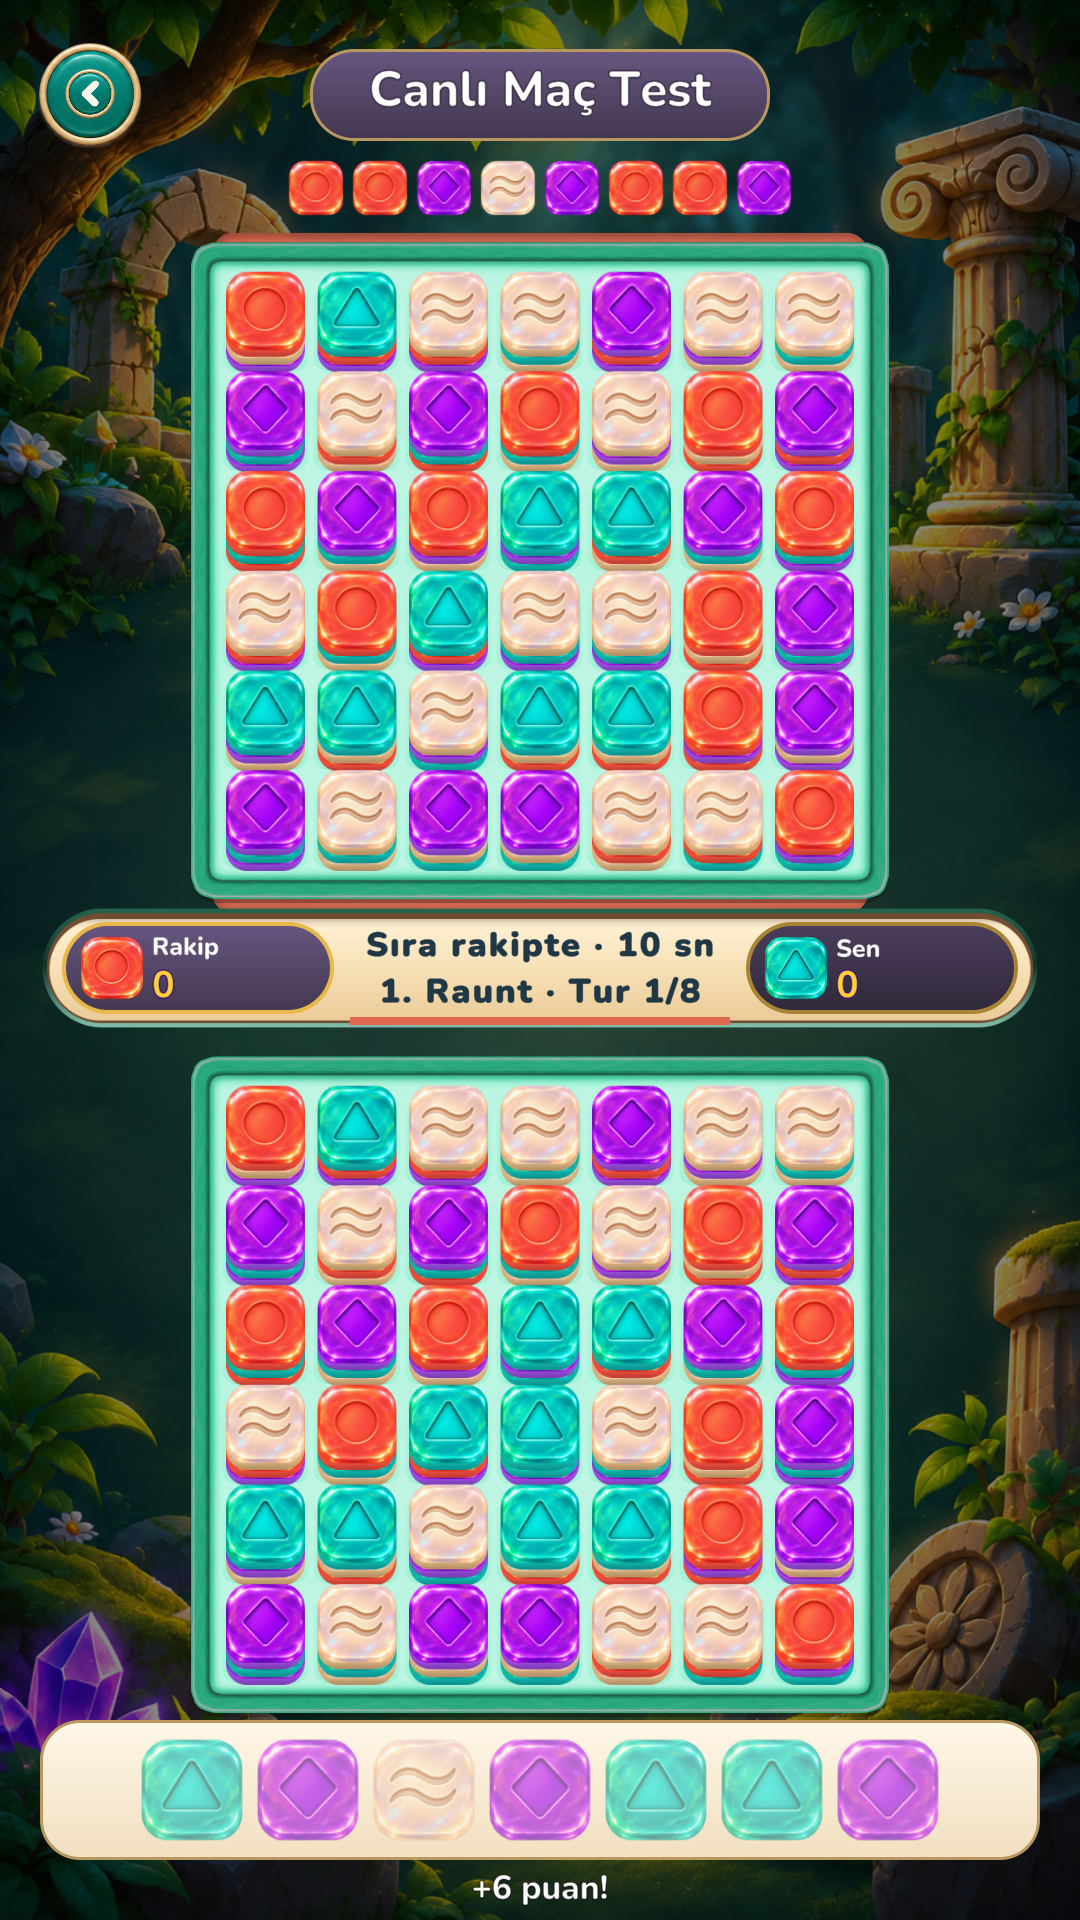 Canlı Maç Test
Rakip
0
Sıra rakipte · 10 sn
1. Raunt · Tur 1/8
Sen
0
+6 puan!